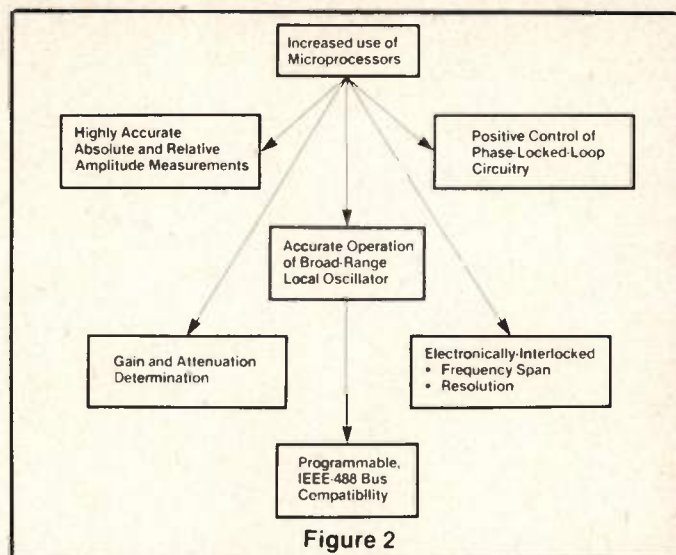 Increased use of
Microprocessors
Highly Accurate
Absolute and Relative
Amplitude Measurements
Positive Control of
Phase-Locked-Loop
Circuitry
Accurate Operation
of Broad-Range
Local Oscillator
Gain and Attenuation
Determination
Electronically-Interlocked
• Frequency Span
• Resolution
Programmable,
IEEE-488 Bus
Compatibility
Figure 2